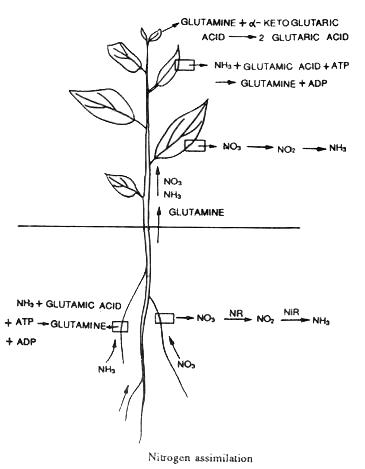 GLUTAMINE + α- KETO GLUTARIC
ACID ⟶ 2 GLUTARIC ACID
NH3 + GLUTAMIC ACID + ATP
⟶ GLUTAMINE + ADP
NO3 ⟶ NO2 ⟶ NH3
NO3
NH3
GLUTAMINE
NH3 + GLUTAMIC ACID
+ ATP → GLUTAMINE
+ ADP
NO3 NR⟶ NO2 NIR⟶ NH3
NH3
NO3
Nitrogen assimilation